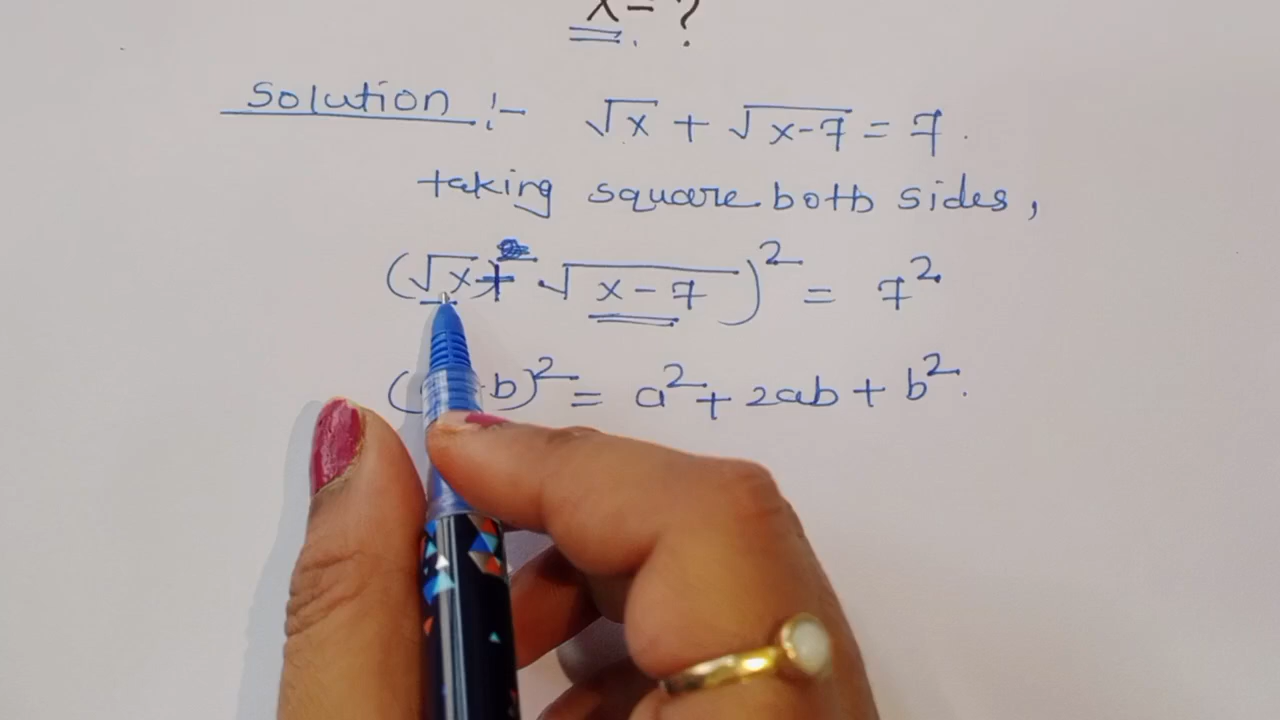 x = ?
Solution :- √x + √x-7 = 7.
taking square both sides,
(√x + √x-7)² = 7²
( b)² = a² + 2ab + b².